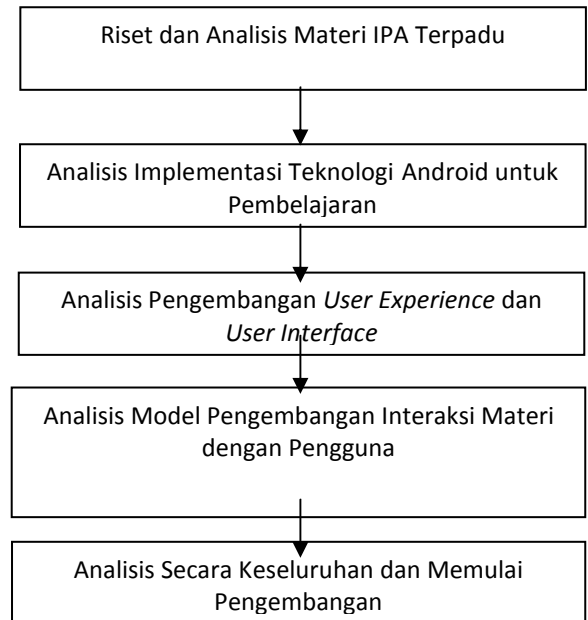 Riset dan Analisis Materi IPA Terpadu
Analisis Implementasi Teknologi Android untuk
Pembelajaran
Analisis Pengembangan User Experience dan
User Interface
Analisis Model Pengembangan Interaksi Materi
dengan Pengguna
Analisis Secara Keseluruhan dan Memulai
Pengembangan